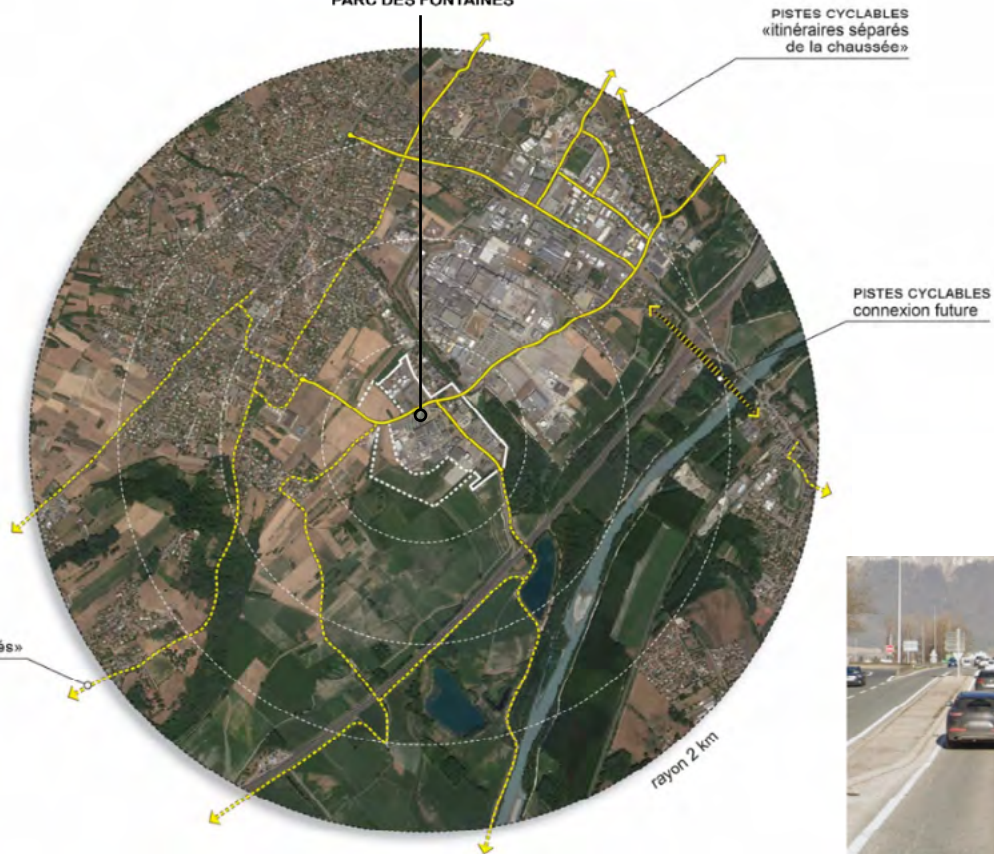 PARC DES FONTAINES
PISTES CYCLABLES
«itinéraires séparés
de la chaussée»
PISTES CYCLABLES
connexion future
és»
rayon 2 km